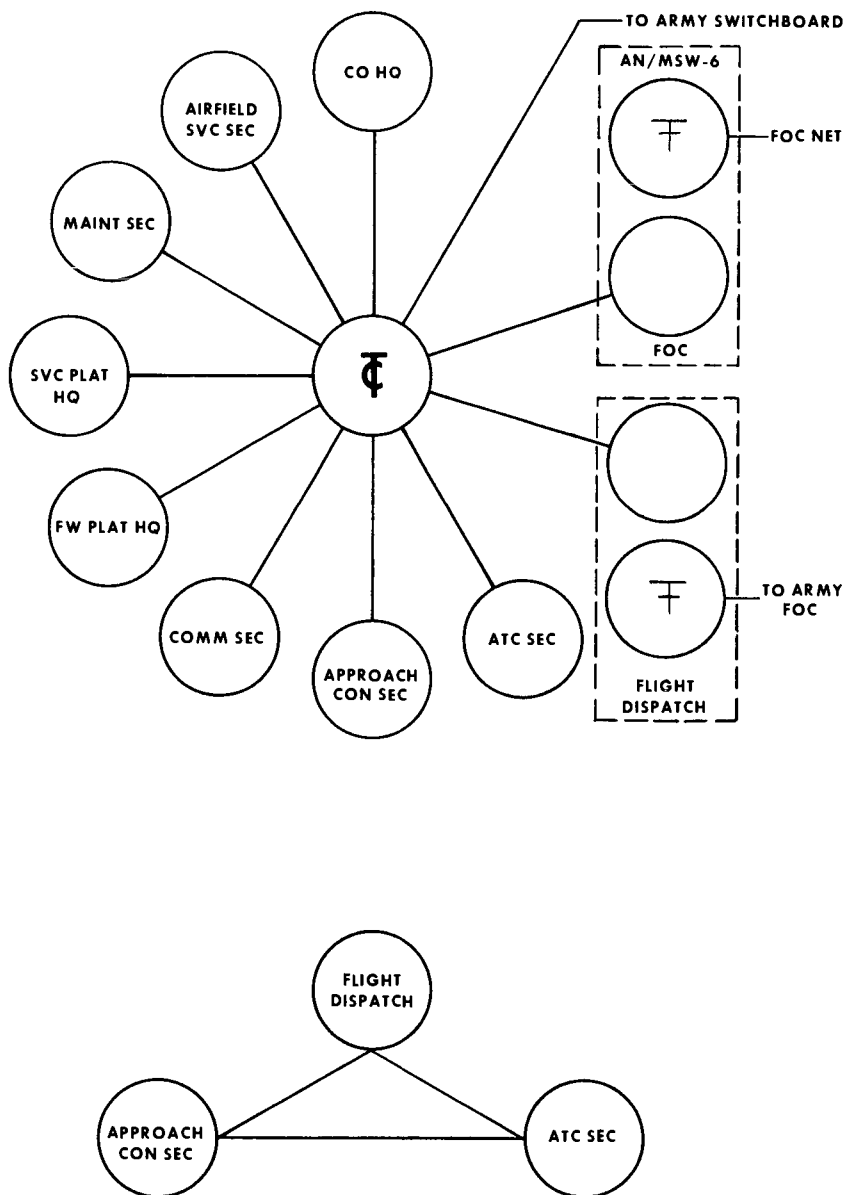 TO ARMY SWITCHBOARD
CO HQ
AN/MSW-6
AIRFIELD
SVC SEC
FOC NET
MAINT SEC
FOC
SVC PLAT
HQ
FW PLAT HQ
TO ARMY
FOC
COMM SEC
ATC SEC
APPROACH
CON SEC
FLIGHT
DISPATCH
FLIGHT
DISPATCH
APPROACH
CON SEC
ATC SEC